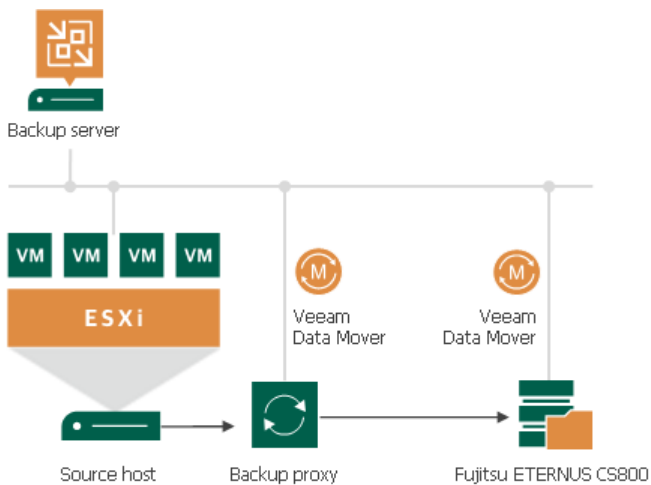 Backup server
VM VM VM VM
M M
ESXi
Veeam Data Mover
Veeam Data Mover
Source host
Backup proxy
Fujitsu ETERNUS CS800